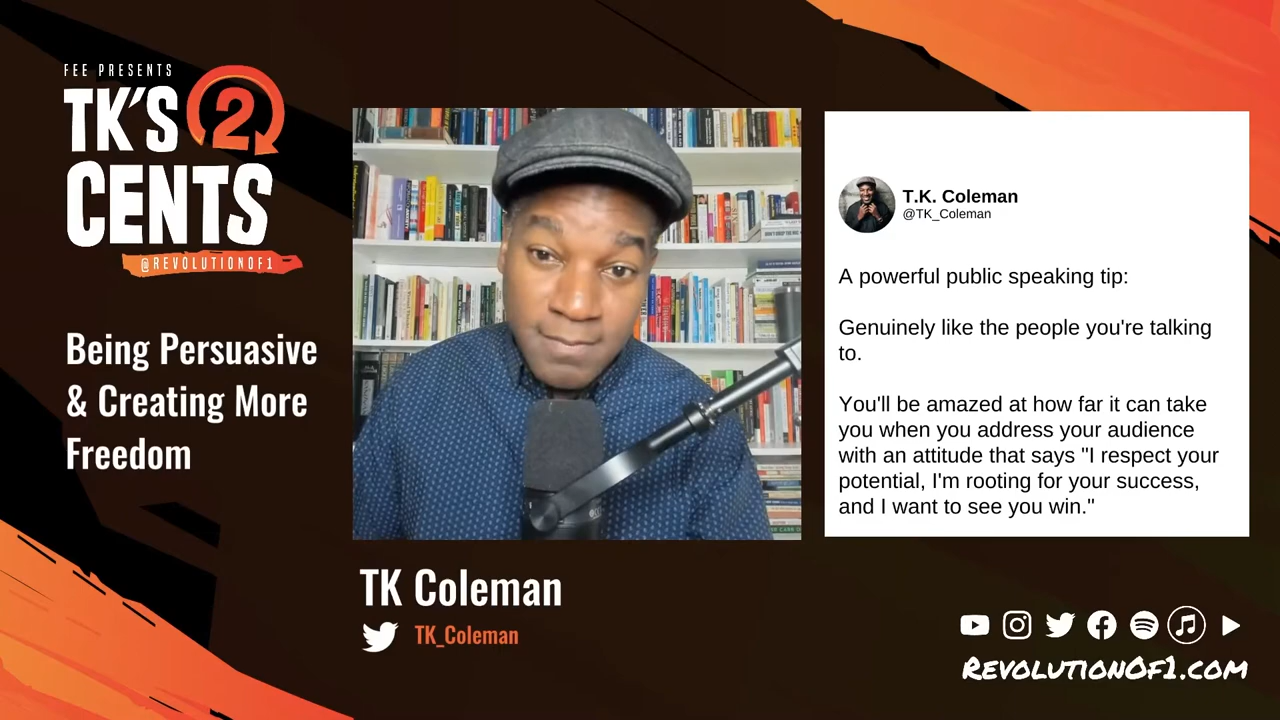 FEE PRESENTS
TK'S 2
CENTS
@REVOLUTIONOF1
Being Persuasive
& Creating More
Freedom
TK Coleman
TK_Coleman
T.K. Coleman
@TK_Coleman
A powerful public speaking tip:
Genuinely like the people you're talking
to.
You'll be amazed at how far it can take
you when you address your audience
with an attitude that says "I respect your
potential, I'm rooting for your success,
and I want to see you win."
REVOLUTIONOF1.COM